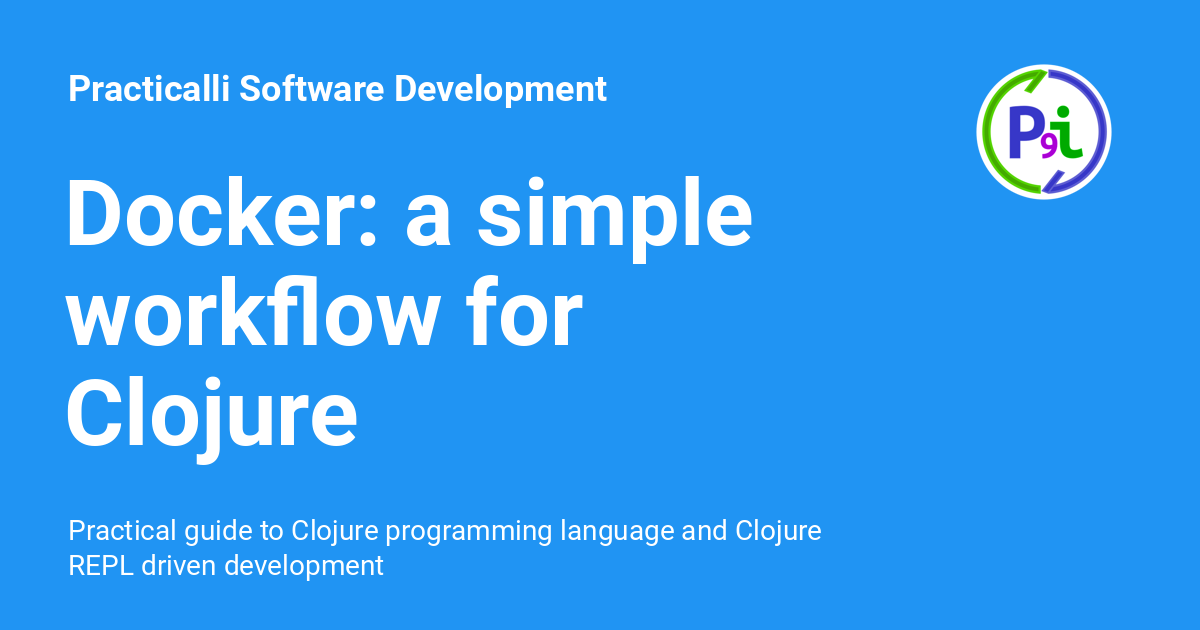 Practicalli Software Development
P9i
Docker: a simple
workflow for
Clojure
Practical guide to Clojure programming language and Clojure
REPL driven development